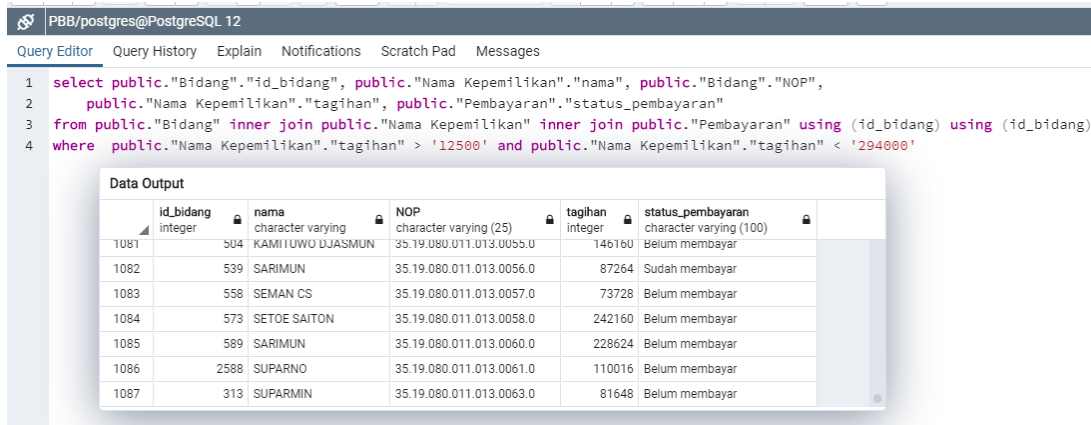 PBB/postgres@PostgreSQL 12
Query Editor Query History Explain Notifications Scratch Pad Messages
1 select public."Bidang"."id_bidang", public."Nama Kepemilikan"."nama", public."Bidang"."NOP",
2 public."Nama Kepemilikan"."tagihan", public."Pembayaran"."status_pembayaran"
3 from public."Bidang" inner join public."Nama Kepemilikan" inner join public."Pembayaran" using (id_bidang) using (id_bidang)
4 where public."Nama Kepemilikan"."tagihan" > '12500' and public."Nama Kepemilikan"."tagihan" < '294000'
Data Output
id_bidang nama NOP tagihan status_pembayaran
integer character varying character varying (25) integer character varying (100)
1081 504 KAMITUWO DJASMUN 35.19.080.011.013.0055.0 146160 Belum membayar
1082 539 SARIMUN 35.19.080.011.013.0056.0 87264 Sudah membayar
1083 558 SEMAN CS 35.19.080.011.013.0057.0 73728 Belum membayar
1084 573 SETOE SAITON 35.19.080.011.013.0058.0 242160 Belum membayar
1085 589 SARIMUN 35.19.080.011.013.0060.0 228624 Belum membayar
1086 2588 SUPARNO 35.19.080.011.013.0061.0 110016 Belum membayar
1087 313 SUPARMIN 35.19.080.011.013.0063.0 81648 Belum membayar